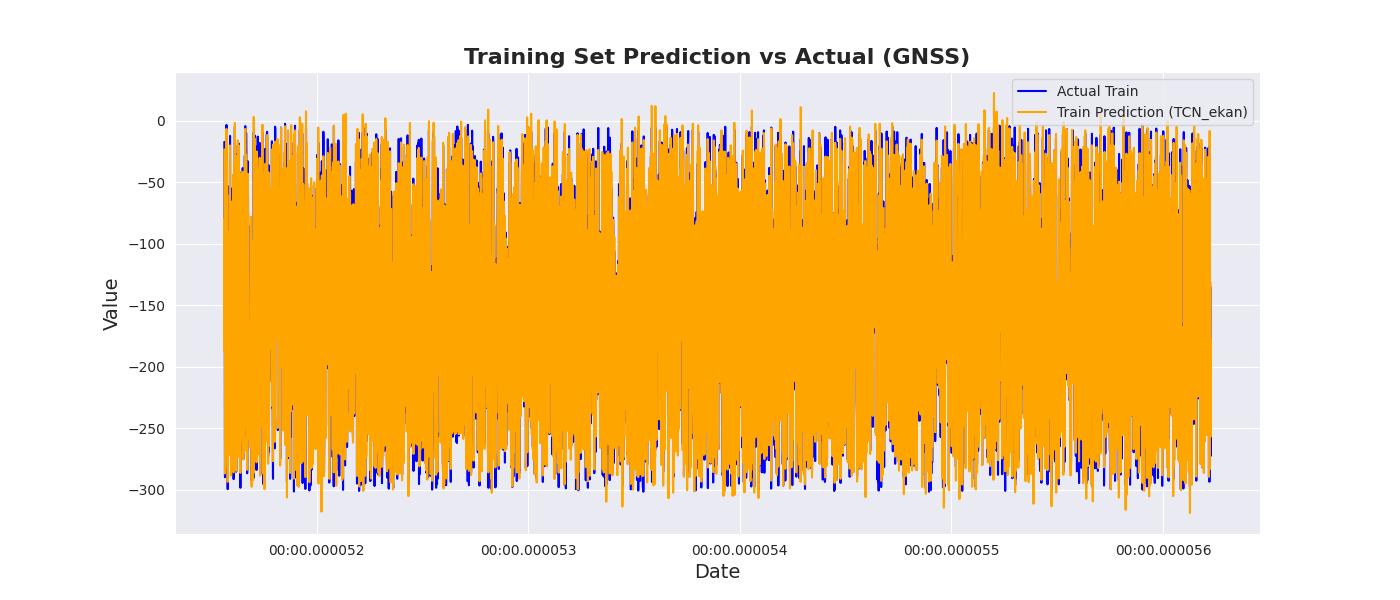 Training Set Prediction vs Actual (GNSS)
Actual Train
Train Prediction (TCN_ekan)
Value
0
−50
−100
−150
−200
−250
−300
00:00.000052
00:00.000053
00:00.000054
00:00.000055
00:00.000056
Date